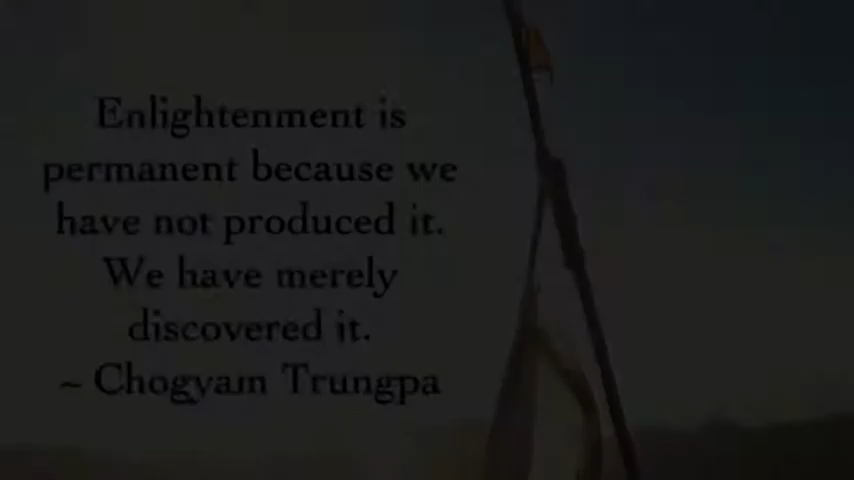 Enlightenment is
permanent because we
have not produced it.
We have merely
discovered it.
~ Chogyam Trungpa